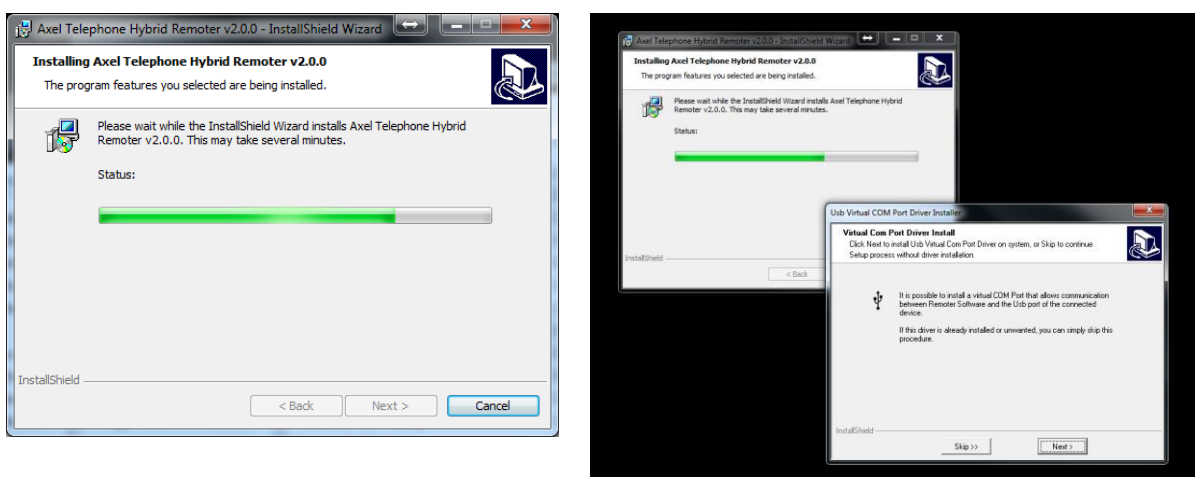 Axel Telephone Hybrid Remoter v2.0.0 - InstallShield Wizard
Installing Axel Telephone Hybrid Remoter v2.0.0
The program features you selected are being installed.
Please wait while the InstallShield Wizard installs Axel Telephone Hybrid
Remoter v2.0.0. This may take several minutes.
Status:
InstallShield
< Back
Next >
Cancel
Axel Telephone Hybrid Remoter v2.0.0 - InstallShield Wizard
Installing Axel Telephone Hybrid Remoter v2.0.0
The program features you selected are being installed.
Please wait while the InstallShield Wizard installs Axel Telephone Hybrid
Remoter v2.0.0. This may take several minutes.
Status:
InstallShield
< Back
Usb Virtual COM Port Driver Installer
Virtual Com Port Driver Install
Click Next to install Usb Virtual Com Port Driver on system, or Skip to continue
Setup process without driver installation.
It is possible to install a virtual COM Port that allows communication
between Remoter Software and the Usb port of the connected
device.
If this driver is already installed or unwanted, you can simply skip this
procedure.
InstallShield
Skip >>
Next >